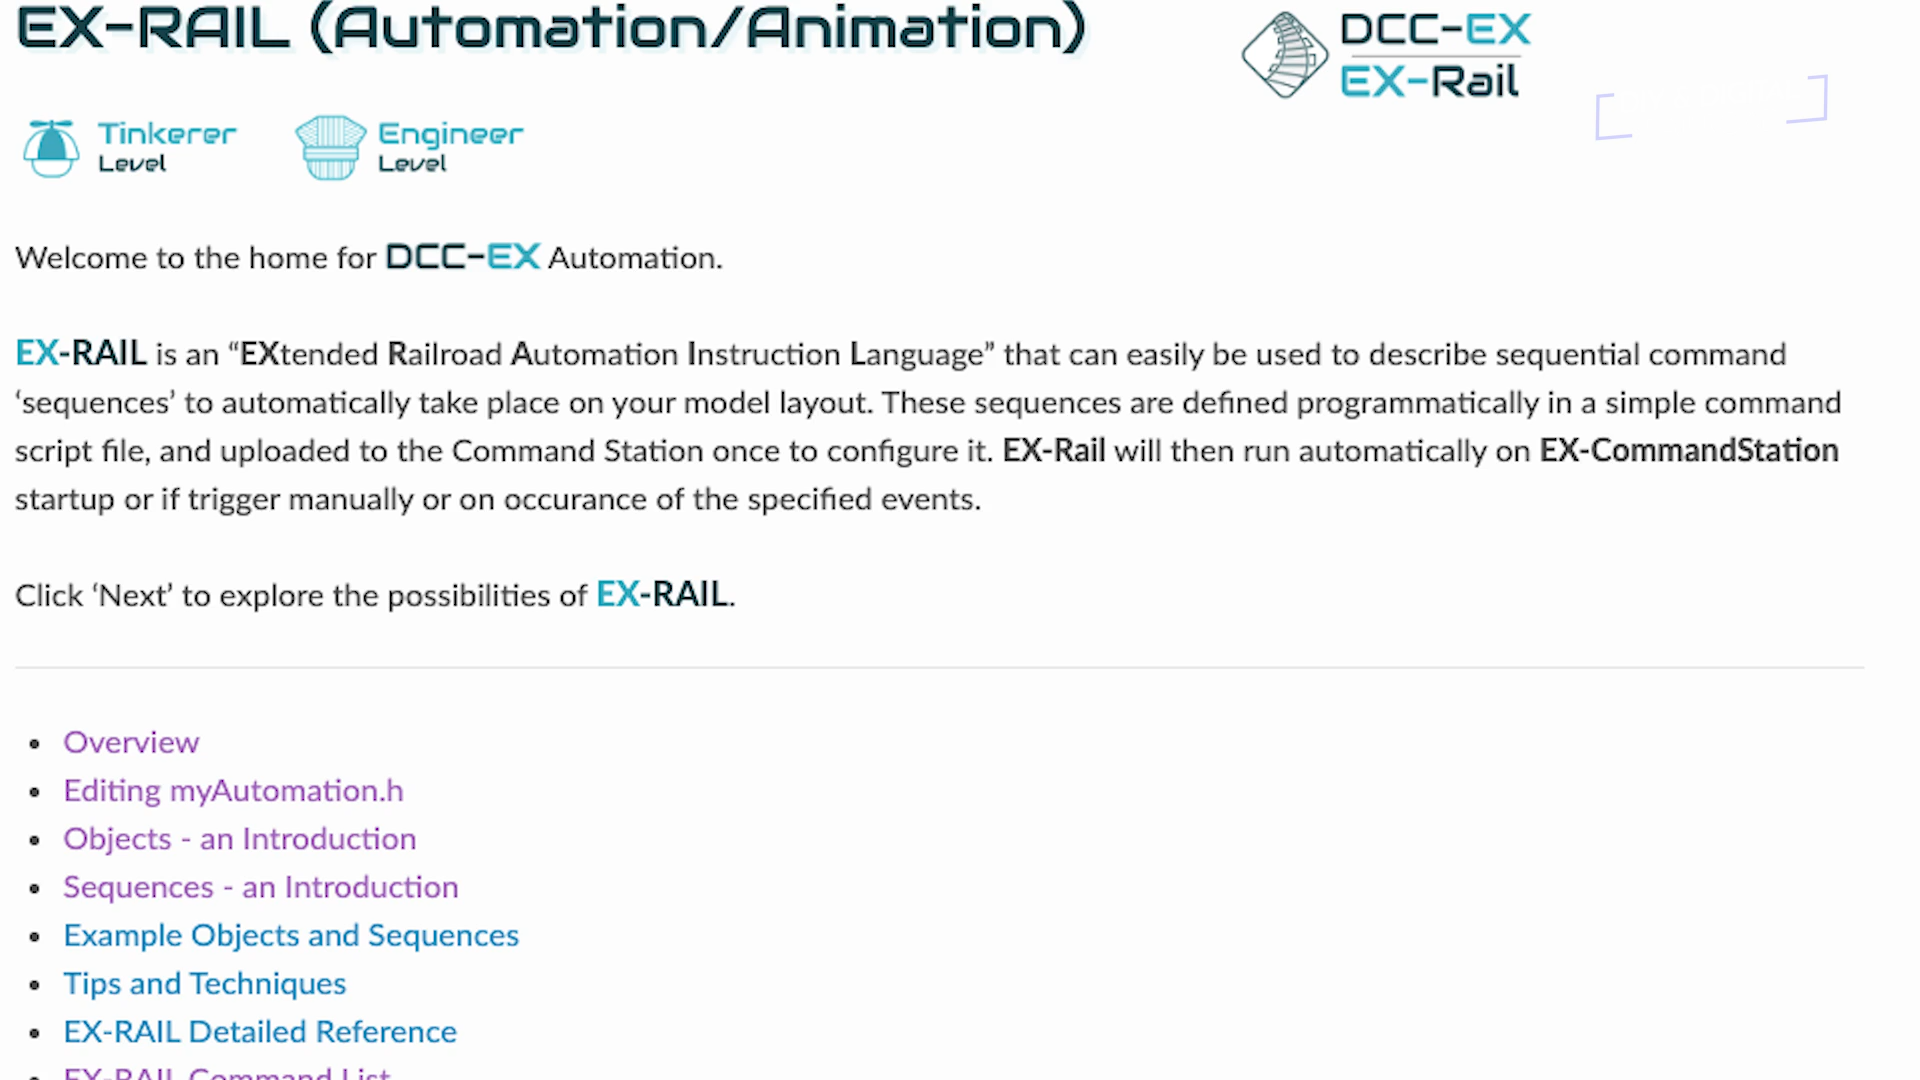 EX-RAIL (Automation/Animation)
DCC-EX
EX-Rail
Tinkerer
Level
Engineer
Level
Welcome to the home for DCC-EX Automation.
EX-RAIL is an “EXtended Railroad Automation Instruction Language” that can easily be used to describe sequential command
‘sequences’ to automatically take place on your model layout. These sequences are defined programmatically in a simple command
script file, and uploaded to the Command Station once to configure it. EX-Rail will then run automatically on EX-CommandStation
startup or if trigger manually or on occurance of the specified events.
Click ‘Next’ to explore the possibilities of EX-RAIL.
Overview
Editing myAutomation.h
Objects - an Introduction
Sequences - an Introduction
Example Objects and Sequences
Tips and Techniques
EX-RAIL Detailed Reference
EX-RAIL Command List